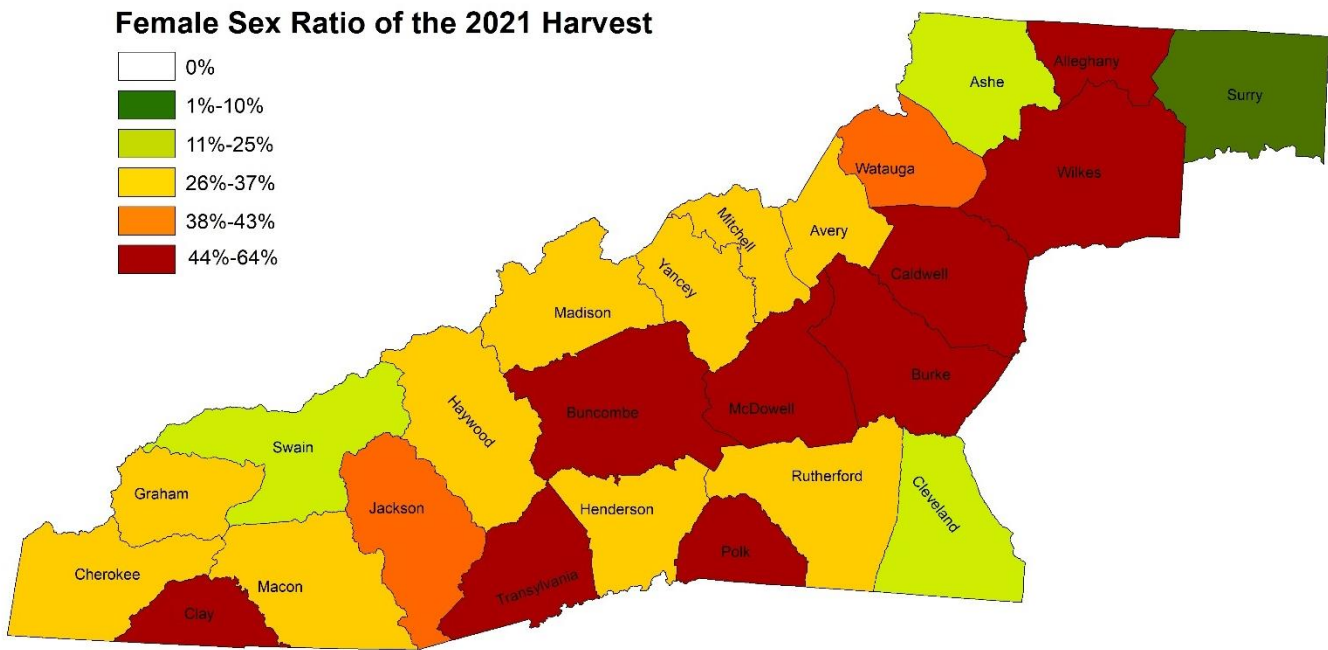 Female Sex Ratio of the 2021 Harvest
0%
1%-10%
11%-25%
26%-37%
38%-43%
44%-64%
Alleghany
Ashe
Surry
Watauga
Wilkes
Mitchell
Avery
Yancey
Caldwell
Madison
Burke
Buncombe
McDowell
Haywood
Swain
Rutherford
Graham
Cleveland
Jackson
Henderson
Polk
Cherokee
Macon
Transylvania
Clay